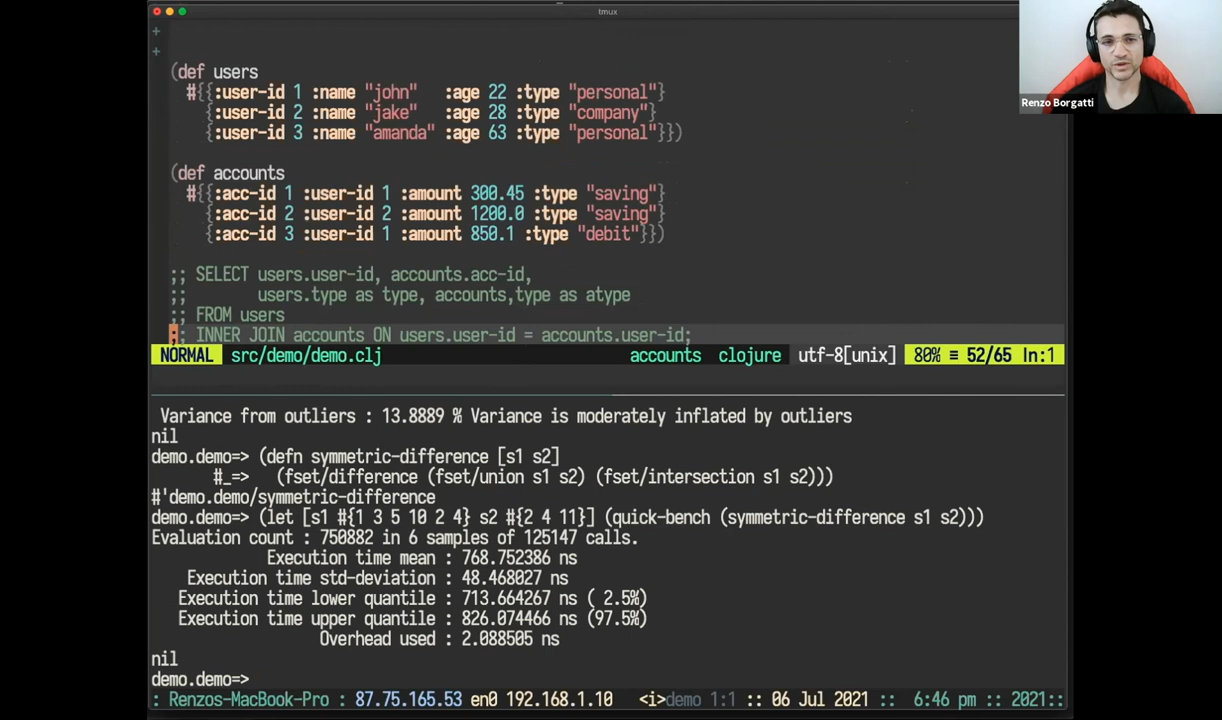 tmux
Renzo Borgatti
+
+
(def users
#{{:user-id 1 :name "john" :age 22 :type "personal"}
{:user-id 2 :name "jake" :age 28 :type "company"}
{:user-id 3 :name "amanda" :age 63 :type "personal"}})
(def accounts
#{{:acc-id 1 :user-id 1 :amount 300.45 :type "saving"}
{:acc-id 2 :user-id 2 :amount 1200.0 :type "saving"}
{:acc-id 3 :user-id 1 :amount 850.1 :type "debit"}})
;; SELECT users.user-id, accounts.acc-id,
;; users.type as type, accounts,type as atype
;; FROM users
;; INNER JOIN accounts ON users.user-id = accounts.user-id;
NORMAL src/demo/demo.clj accounts clojure utf-8[unix] 80% ≡ 52/65 ln:1
Variance from outliers : 13.8889 % Variance is moderately inflated by outliers
nil
demo.demo=> (defn symmetric-difference [s1 s2]
#_=> (fset/difference (fset/union s1 s2) (fset/intersection s1 s2)))
#'demo.demo/symmetric-difference
demo.demo=> (let [s1 #{1 3 5 10 2 4} s2 #{2 4 11}] (quick-bench (symmetric-difference s1 s2)))
Evaluation count : 750882 in 6 samples of 125147 calls.
Execution time mean : 768.752386 ns
Execution time std-deviation : 48.468027 ns
Execution time lower quantile : 713.664267 ns ( 2.5%)
Execution time upper quantile : 826.074466 ns (97.5%)
Overhead used : 2.088505 ns
nil
demo.demo=>
: Renzos-MacBook-Pro : 87.75.165.53 en0 192.168.1.10 <i>demo 1:1 :: 06 Jul 2021 :: 6:46 pm :: 2021::